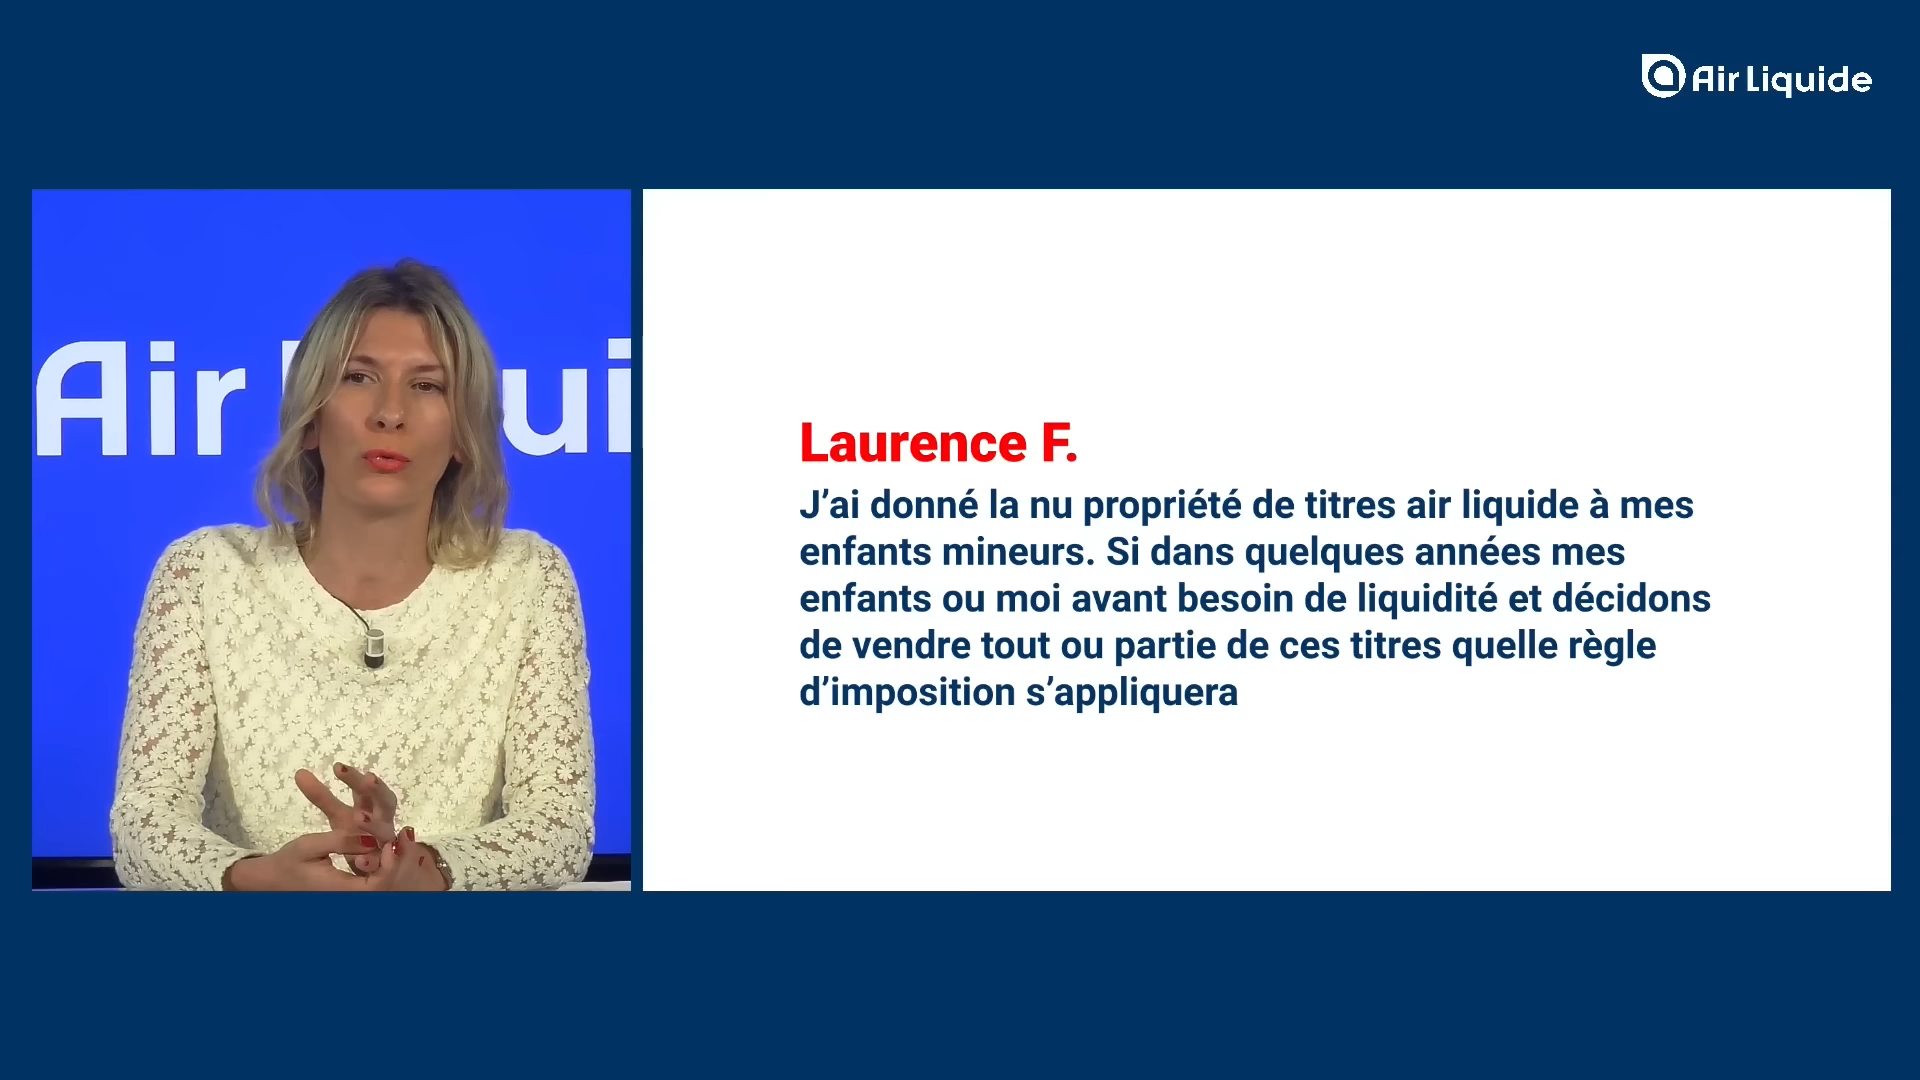 Air Liquide
Air
ui
Laurence F.
J’ai donné la nu propriété de titres air liquide à mes
enfants mineurs. Si dans quelques années mes
enfants ou moi avant besoin de liquidité et décidons
de vendre tout ou partie de ces titres quelle règle
d’imposition s’appliquera